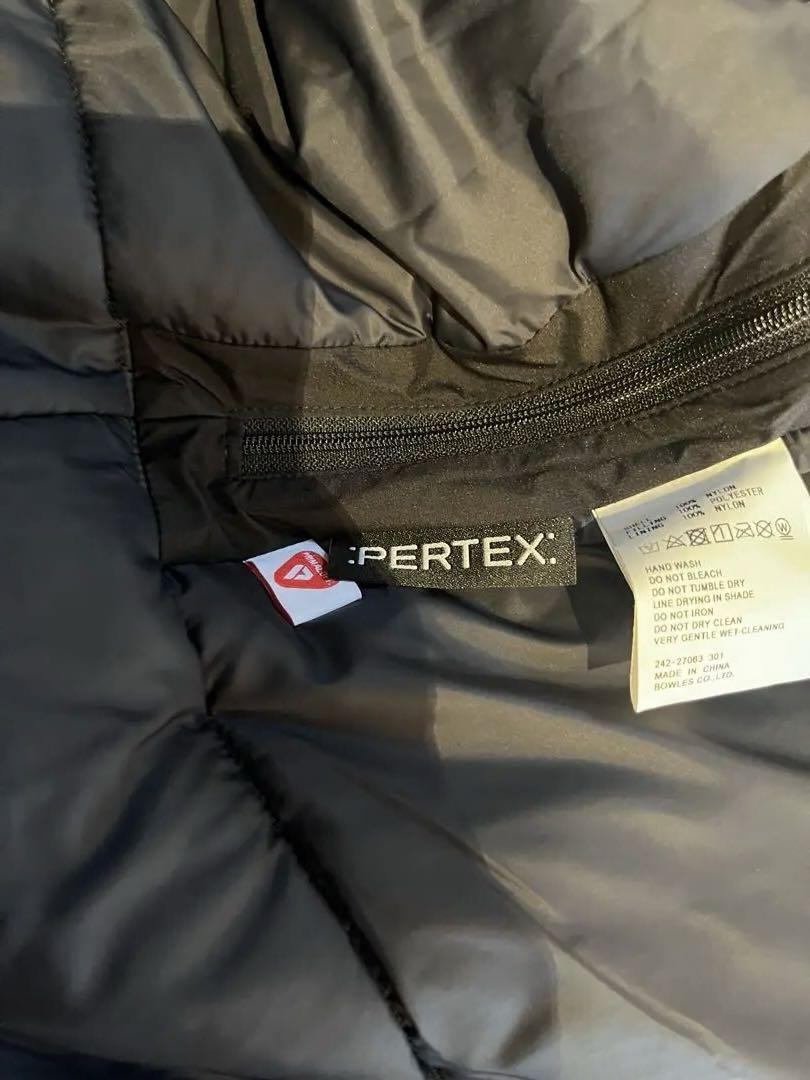 SHELL 100% NYLON
FILLING 100% POLYESTER
LINING 100% NYLON
:PERTEX:
HAND WASH
DO NOT BLEACH
DO NOT TUMBLE DRY
LINE DRYING IN SHADE
DO NOT IRON
DO NOT DRY CLEAN
VERY GENTLE WET-CLEANING
242-27063 301
MADE IN CHINA
BOWLES CO.,LTD.